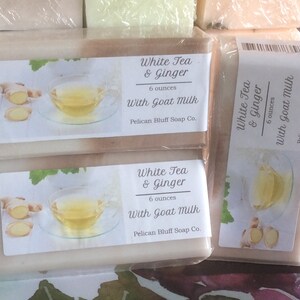 White Tea
& Ginger
6 ounces
With Goat Milk
Pelican Bluff Soap Co.
White Tea
& Ginger
6 ounces
With Goat Milk
Pelican Bluff Soap Co.
White Tea
& Ginger
6 ounces
With Goat Milk